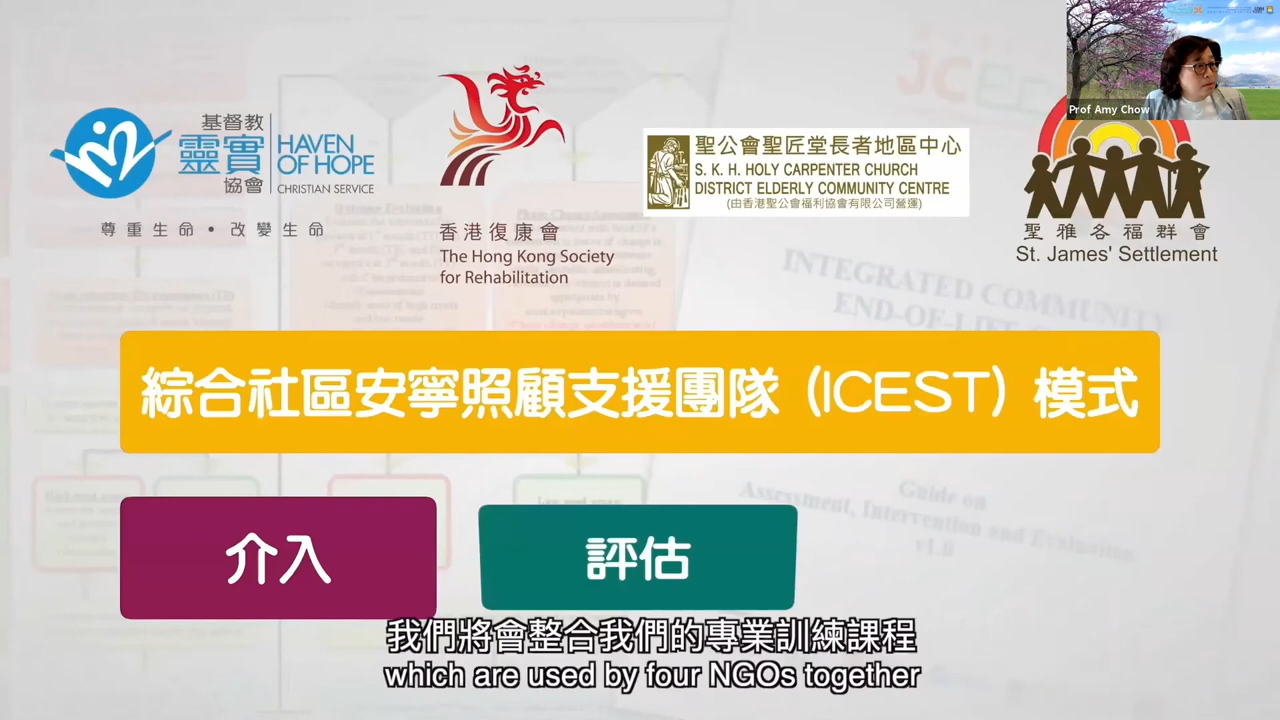 Prof Amy Chow
基督教
靈實
協會
HAVEN
OF HOPE
CHRISTIAN SERVICE
尊重生命•改變生命
香港復康會
The Hong Kong Society
for Rehabilitation
聖公會聖匠堂長者地區中心
S. K. H. HOLY CARPENTER CHURCH
DISTRICT ELDERLY COMMUNITY CENTRE
(由香港聖公會福利協會有限公司營運)
聖雅各福群會
St. James' Settlement
INTEGRATED COMMUNITY
END-OF-LIFE
綜合社區安寧照顧支援團隊（ICEST）模式
Guide on
Assessment, Intervention and Evaluation
v1.0
介入
評估
我們將會整合我們的專業訓練課程
which are used by four NGOs together